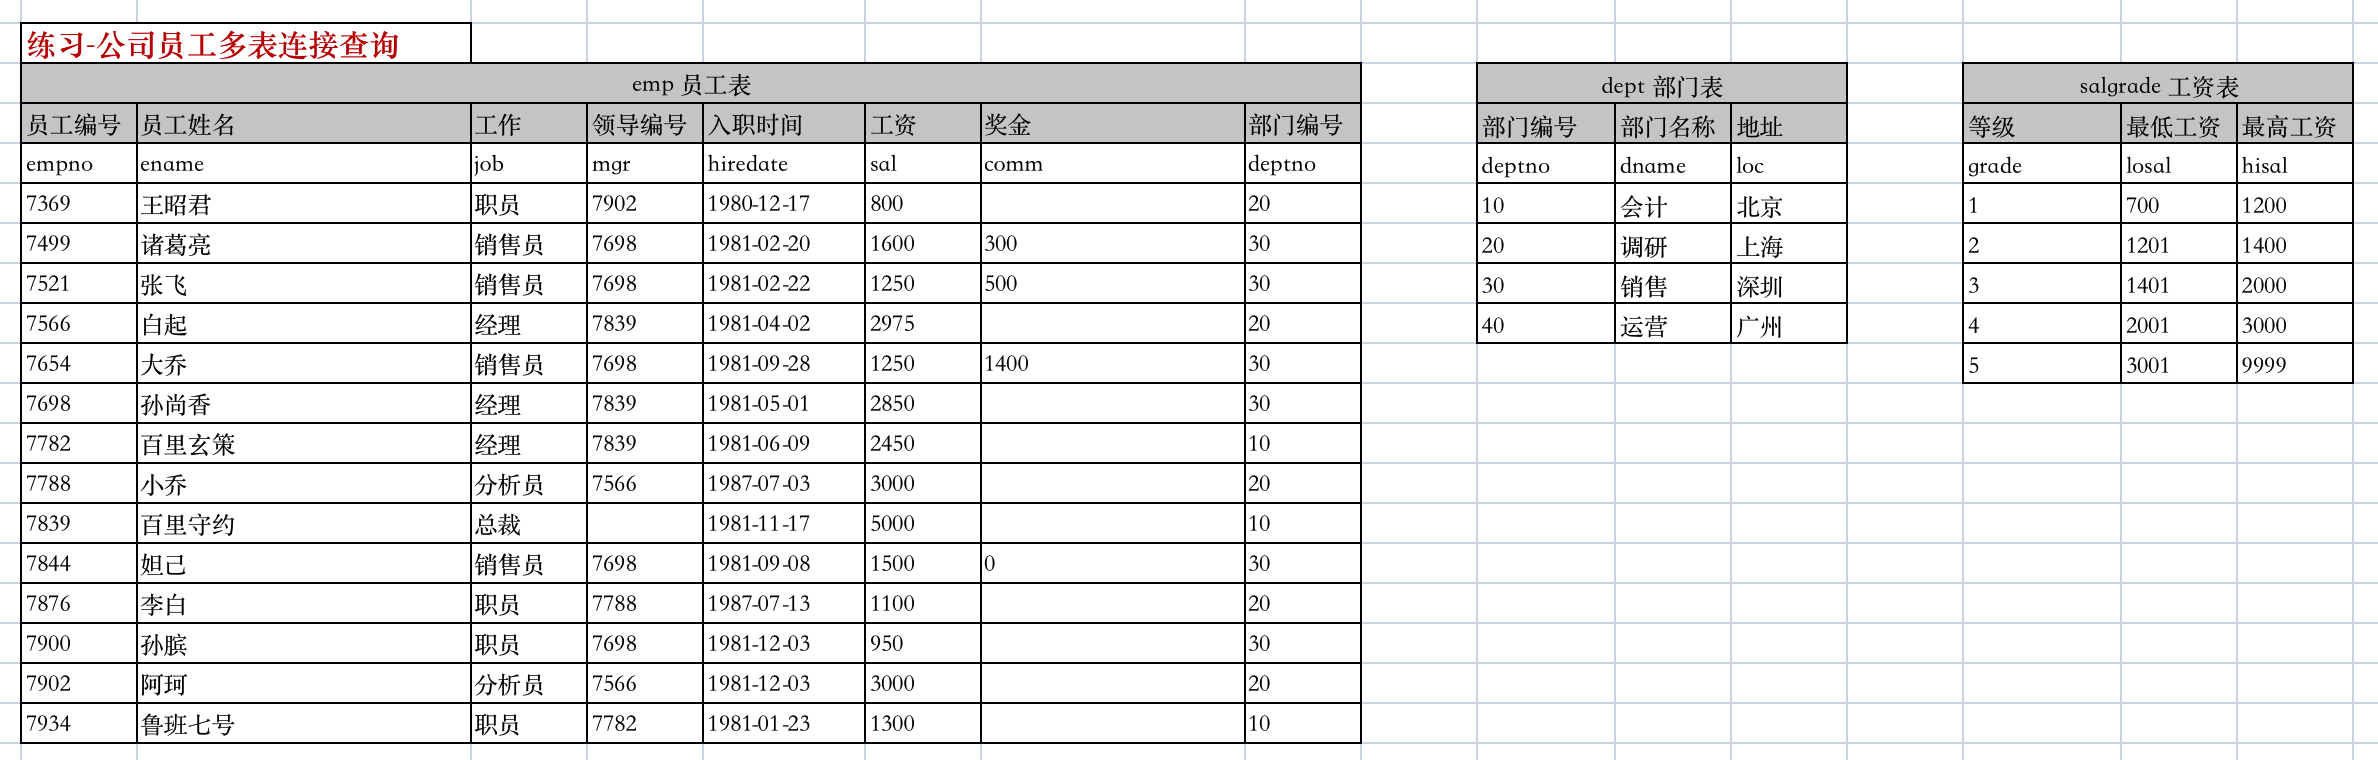 练习-公司员工多表连接查询
emp 员工表 dept 部门表 salgrade 工资表
员工编号 员工姓名 工作 领导编号 入职时间 工资 奖金 部门编号 部门编号 部门名称 地址 等级 最低工资 最高工资
empno ename job mgr hiredate sal comm deptno deptno dname loc grade losal hisal
7369 王昭君 职员 7902 1980-12-17 800 20 10 会计 北京 1 700 1200
7499 诸葛亮 销售员 7698 1981-02-20 1600 300 30 20 调研 上海 2 1201 1400
7521 张飞 销售员 7698 1981-02-22 1250 500 30 30 销售 深圳 3 1401 2000
7566 白起 经理 7839 1981-04-02 2975 20 40 运营 广州 4 2001 3000
7654 大乔 销售员 7698 1981-09-28 1250 1400 30 5 3001 9999
7698 孙尚香 经理 7839 1981-05-01 2850 30
7782 百里玄策 经理 7839 1981-06-09 2450 10
7788 小乔 分析员 7566 1987-07-03 3000 20
7839 百里守约 总裁 1981-11-17 5000 10
7844 妲己 销售员 7698 1981-09-08 1500 0 30
7876 李白 职员 7788 1987-07-13 1100 20
7900 孙膑 职员 7698 1981-12-03 950 30
7902 阿珂 分析员 7566 1981-12-03 3000 20
7934 鲁班七号 职员 7782 1981-01-23 1300 10